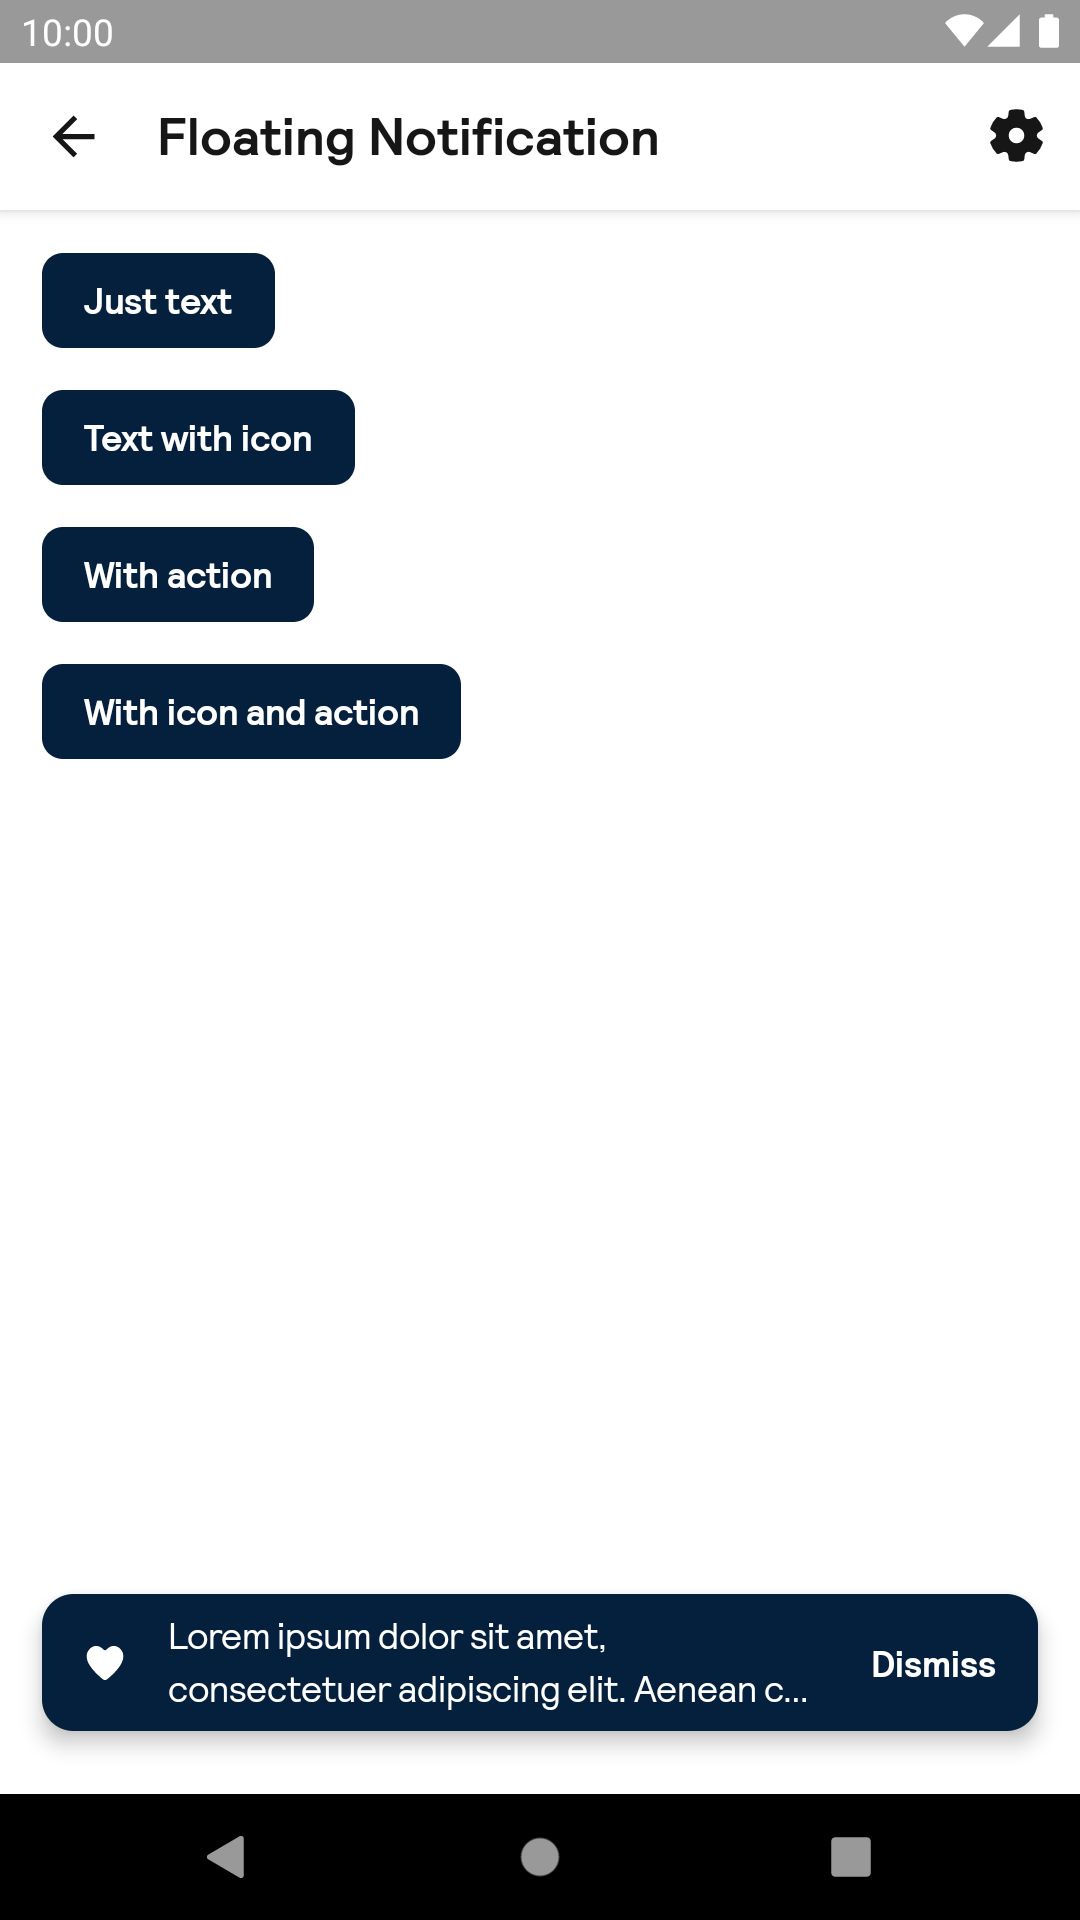 10:00
Floating Notification
Just text
Text with icon
With action
With icon and action
Lorem ipsum dolor sit amet,
consectetuer adipiscing elit. Aenean c...
Dismiss